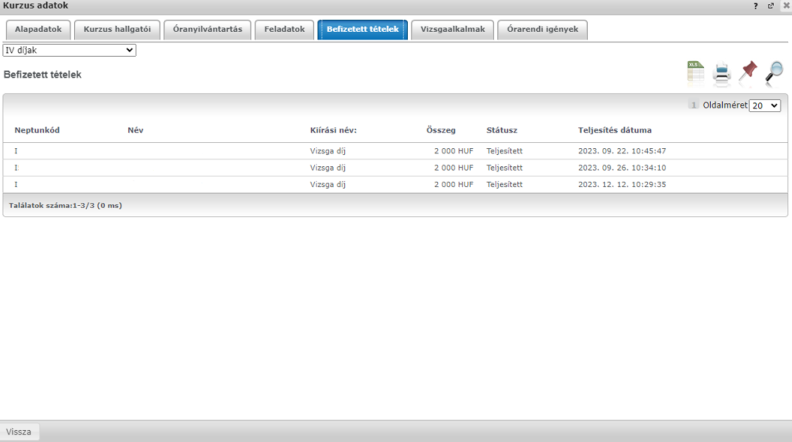 Kurzus adatok ?
Alapadatok Kurzus hallgatói Óranyilvántartás Feladatok Befizetett tételek Vizsgaalkalmak Órarendi igények
IV díjak
Befizetett tételek
XLS
1 Oldalméret 20
Neptunkód Név Kiírási név: Összeg Státusz Teljesítés dátuma
I Vizsga díj 2 000 HUF Teljesített 2023. 09. 22. 10:45:47
I Vizsga díj 2 000 HUF Teljesített 2023. 09. 26. 10:34:10
I Vizsga díj 2 000 HUF Teljesített 2023. 12. 12. 10:29:35
Találatok száma:1-3/3 (0 ms)
Vissza